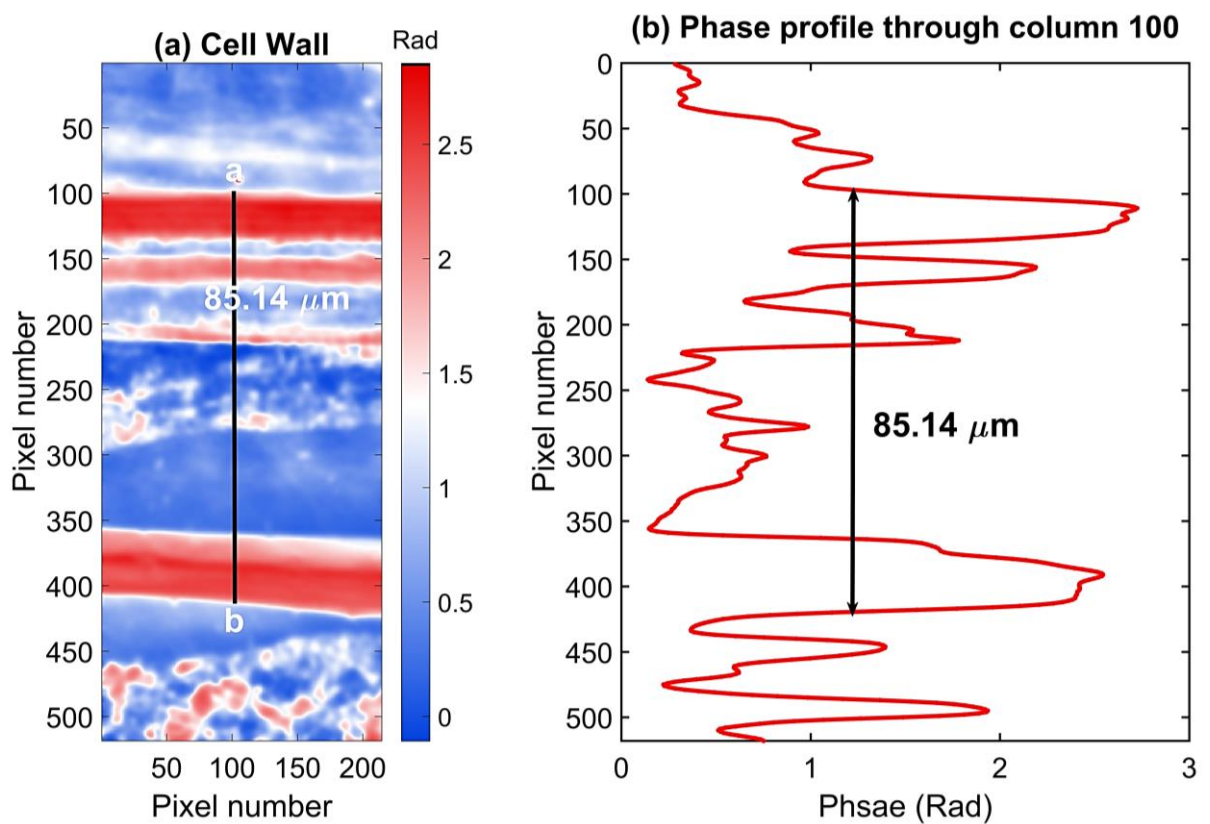 (a) Cell Wall
Rad
50
100
150
200
250
300
350
400
450
500
Pixel number
a
85.14 μm
b
50 100 150 200
Pixel number
2.5
2
1.5
1
0.5
0
(b) Phase profile through column 100
0
50
100
150
200
250
300
350
400
450
500
Pixel number
85.14 μm
0 1 2 3
Phsae (Rad)